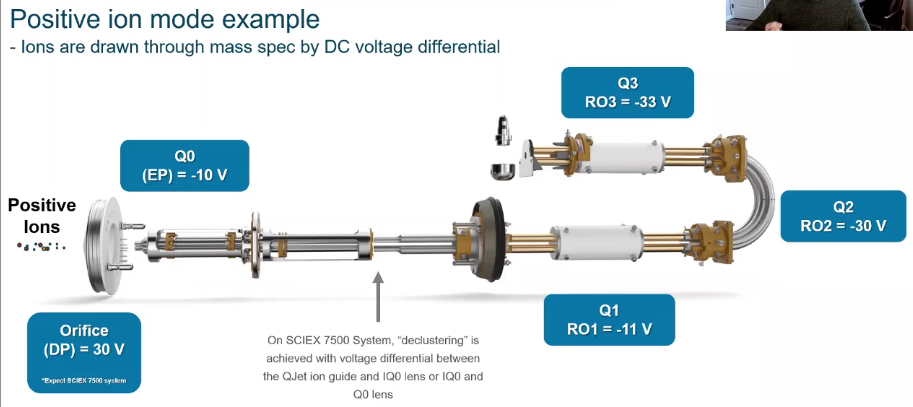 Positive ion mode example
- Ions are drawn through mass spec by DC voltage differential
Q3
RO3 = -33 V
Q0
(EP) = -10 V
Positive
Ions
Q2
RO2 = -30 V
Q1
RO1 = -11 V
Orifice
(DP) = 30 V
*Expect SCIEX 7500 system
On SCIEX 7500 System, “declustering” is
achieved with voltage differential between
the QJet ion guide and IQ0 lens or IQ0 and
Q0 lens